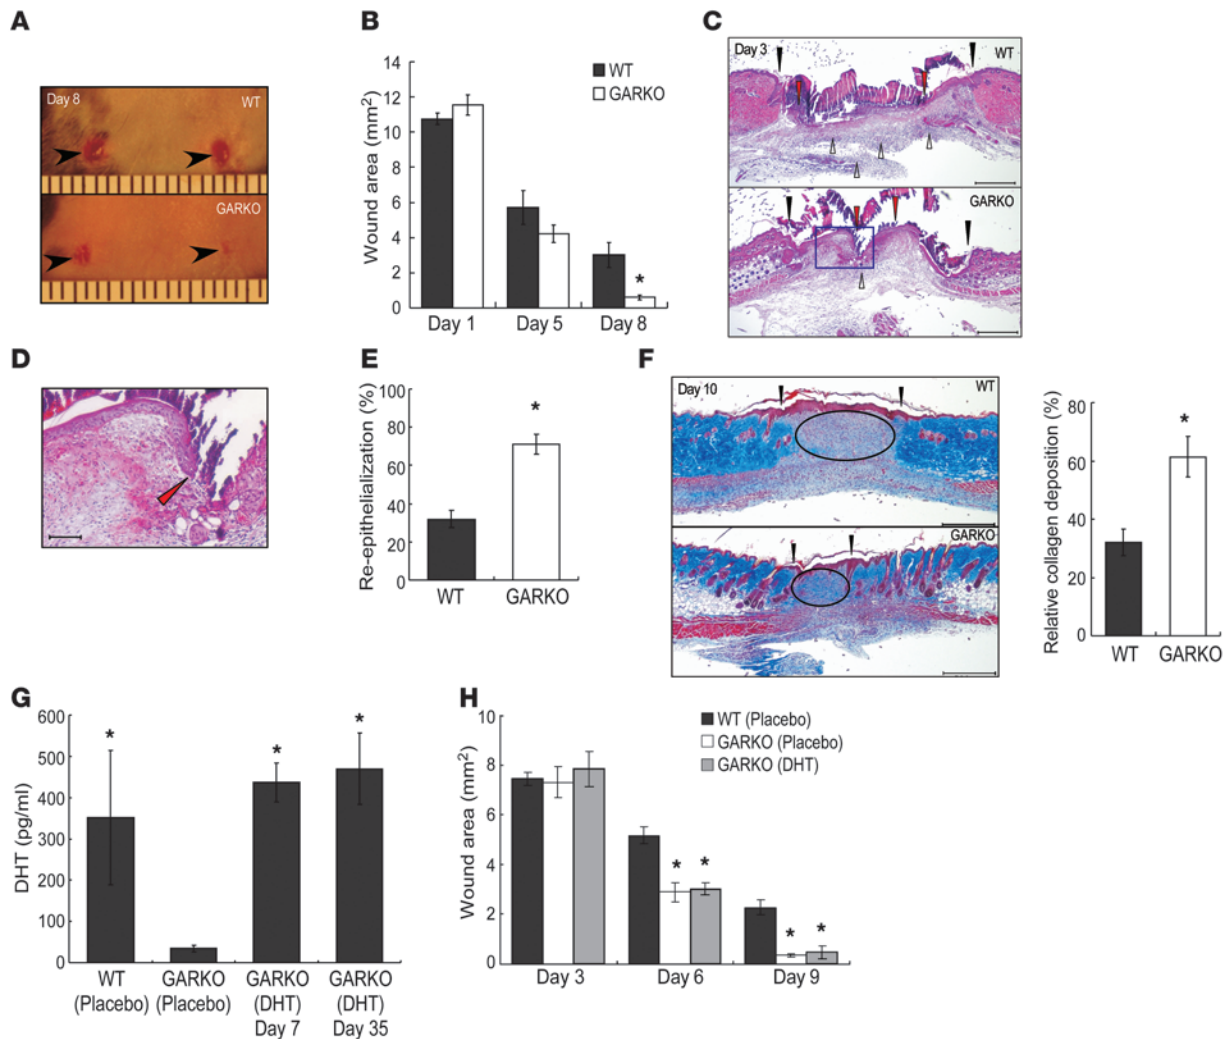 A
Day 8
WT
GARKO
B
Wound area (mm²)
14
12
10
8
6
4
2
0
WT
GARKO
*
Day 1 Day 5 Day 8
C
Day 3
WT
GARKO
D
E
Re-epithelialization (%)
100
80
60
40
20
0
*
WT GARKO
F
Day 10
WT
GARKO
Relative collagen deposition (%)
80
60
40
20
0
*
WT GARKO
G
DHT (pg/ml)
600
500
400
300
200
100
0
* * *
WT GARKO GARKO GARKO
(Placebo) (Placebo) (DHT) (DHT)
Day 7 Day 35
H
Wound area (mm²)
10
8
6
4
2
0
WT (Placebo)
GARKO (Placebo)
GARKO (DHT)
* *
* *
Day 3 Day 6 Day 9